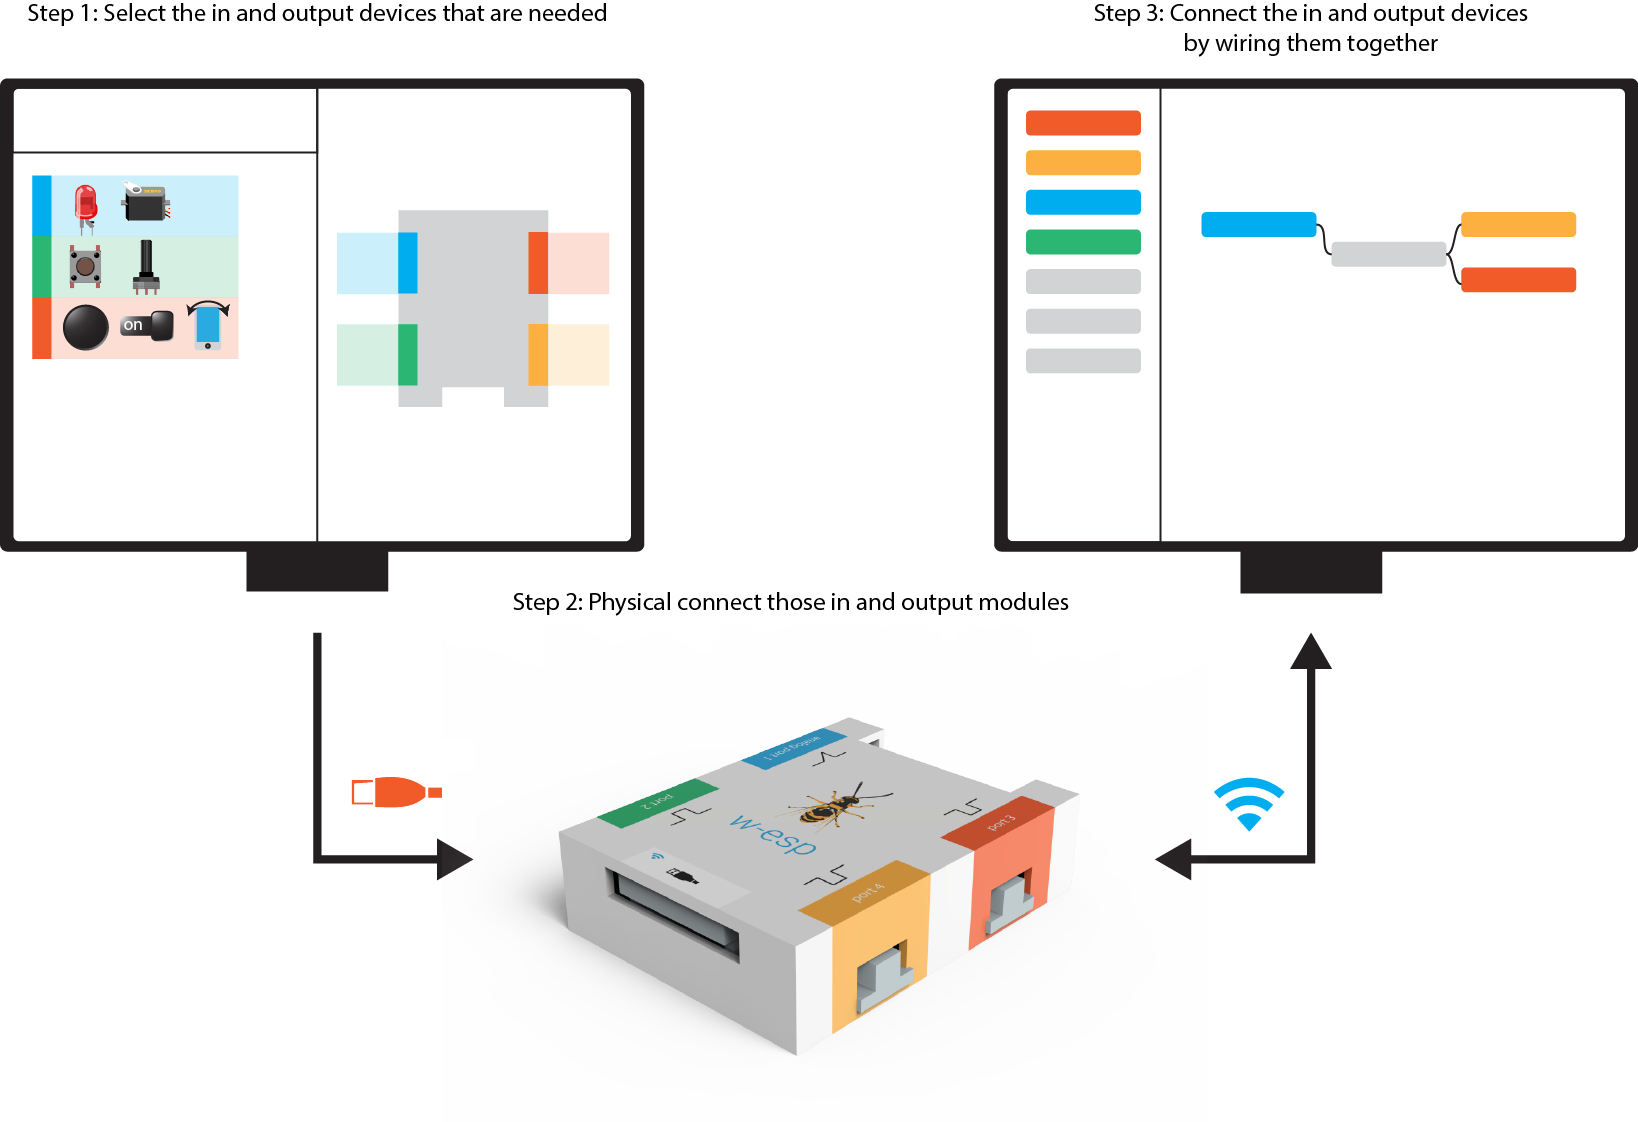 Step 1: Select the in and output devices that are needed
Step 3: Connect the in and output devices
by wiring them together
on
Step 2: Physical connect those in and output modules
analog port 1
port 2
w-esp
port 3
port 4